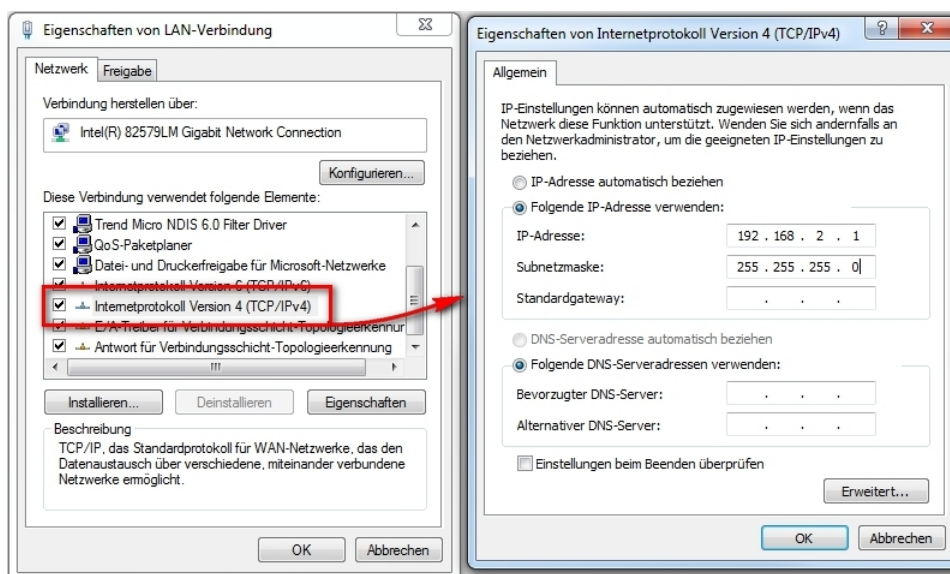 Eigenschaften von LAN-Verbindung
Netzwerk
Freigabe
Verbindung herstellen über:
Intel(R) 82579LM Gigabit Network Connection
Konfigurieren...
Diese Verbindung verwendet folgende Elemente:
Trend Micro NDIS 6.0 Filter Driver
QoS-Paketplaner
Datei- und Druckerfreigabe für Microsoft-Netzwerke
Internetprotokoll Version 6 (TCP/IPv6)
Internetprotokoll Version 4 (TCP/IPv4)
E/A-Treiber für Verbindungsschicht-Topologieerkennur
Antwort für Verbindungsschicht-Topologieerkennung
Installieren...
Deinstallieren
Eigenschaften
Beschreibung
TCP/IP, das Standardprotokoll für WAN-Netzwerke, das den
Datenaustausch über verschiedene, miteinander verbundene
Netzwerke ermöglicht.
OK
Abbrechen
Eigenschaften von Internetprotokoll Version 4 (TCP/IPv4)
Allgemein
IP-Einstellungen können automatisch zugewiesen werden, wenn das
Netzwerk diese Funktion unterstützt. Wenden Sie sich andernfalls an
den Netzwerkadministrator, um die geeigneten IP-Einstellungen zu
beziehen.
IP-Adresse automatisch beziehen
Folgende IP-Adresse verwenden:
IP-Adresse: 192 . 168 . 2 . 1
Subnetzmaske: 255 . 255 . 255 . 0
Standardgateway: . . .
DNS-Serveradresse automatisch beziehen
Folgende DNS-Serveradressen verwenden:
Bevorzugter DNS-Server: . . .
Alternativer DNS-Server: . . .
Einstellungen beim Beenden überprüfen
Erweitert...
OK
Abbrechen